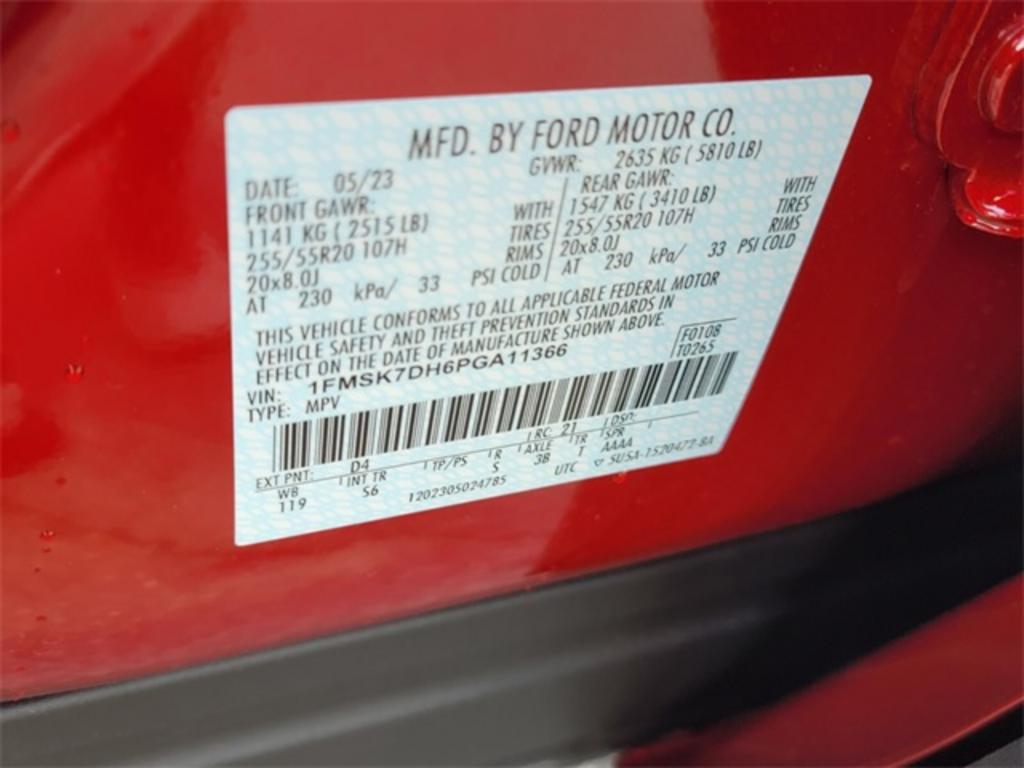 MFD. BY FORD MOTOR CO.
DATE: 05/23 GVWR: 2635 KG ( 5810 LB)
FRONT GAWR: REAR GAWR:
1141 KG ( 2515 LB) WITH 1547 KG ( 3410 LB) WITH
255/55R20 107H TIRES 255/55R20 107H TIRES
20x8.0J RIMS 20x8.0J RIMS
AT 230 kPa/ 33 PSI COLD AT 230 kPa/ 33 PSI COLD
THIS VEHICLE CONFORMS TO ALL APPLICABLE FEDERAL MOTOR
VEHICLE SAFETY AND THEFT PREVENTION STANDARDS IN
EFFECT ON THE DATE OF MANUFACTURE SHOWN ABOVE.
VIN: 1FMSK7DH6PGA11366 F0108
TYPE: MPV T0265
EXT PNT: D4 RC: 21 DSO:
WB INT TR TP/PS R AXLE TR SPR
119 S6 S 3B T AAAA
1202305024785 UTC ▽ SU5A-1520472-BA